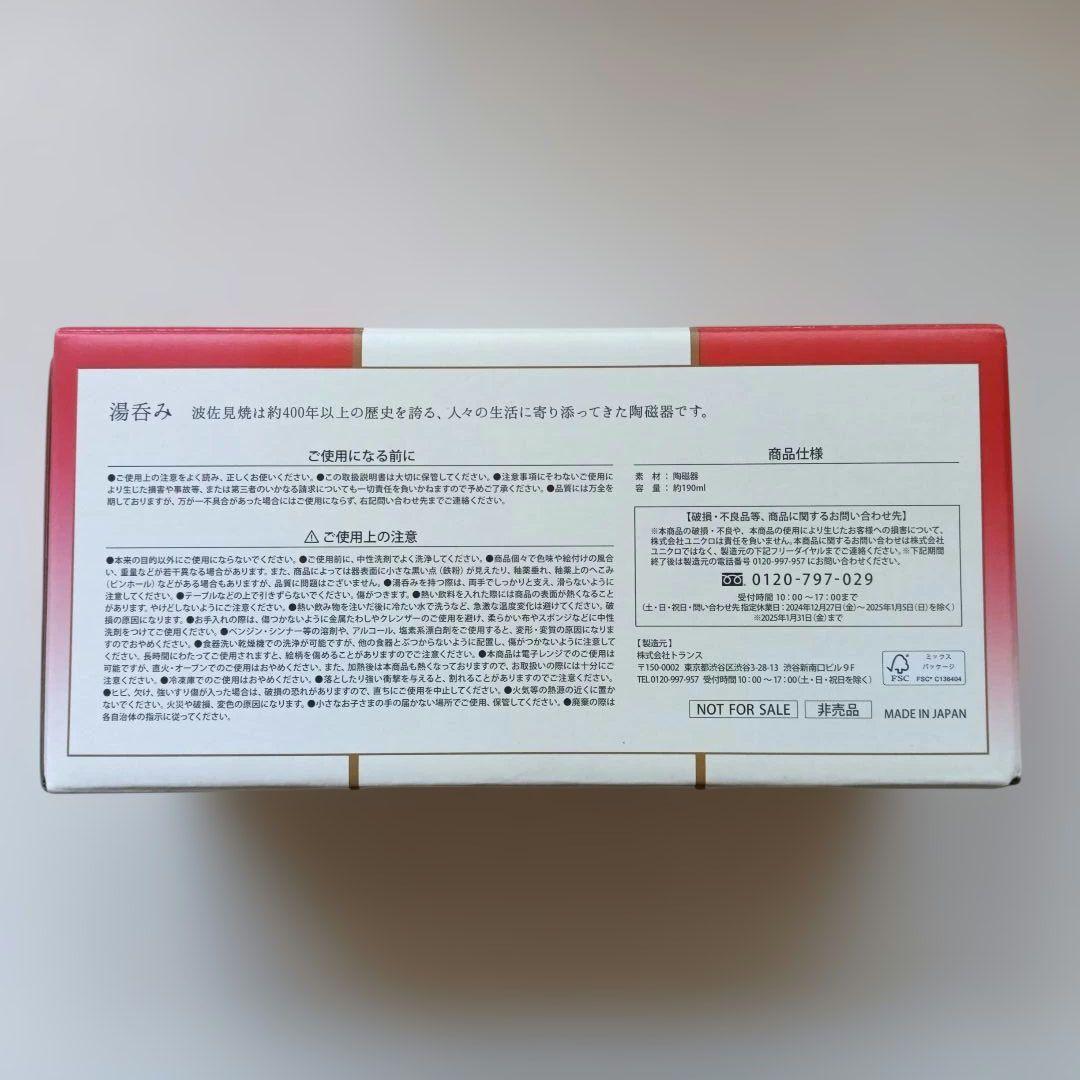 湯呑み 波佐見焼は約400年以上の歴史を誇る、人々の生活に寄り添ってきた陶磁器です。
ご使用になる前に
●ご使用上の注意をよく読み、正しくお使いください。●この取扱説明書は大切に保管してください。●注意事項にそわないご使用に
より生じた損害や事故等、または第三者のいかなる請求についても一切責任を負いかねますので予めご了承ください。●品質には万全を
期しておりますが、万が一不具合があった場合にはご使用にならず、右記問い合わせ先までご連絡ください。
⚠ご使用上の注意
●本来の目的以外にご使用にならないでください。●ご使用前に、中性洗剤でよく洗浄してください。●商品個々で色味や絵付けの風合
い、重量などが若干異なる場合があります。また、商品によっては器表面に小さな黒い点(鉄粉)が見えたり、釉薬垂れ、釉薬上のへこみ
(ピンホール)などがある場合もありますが、品質に問題はございません。●湯呑みを持つ際は、両手でしっかりと支え、滑らないように
注意してください。●テーブルなどの上で引きずらないでください。傷がつきます。●熱い飲料を入れた際には商品の表面が熱くなること
があります。やけどしないようにご注意ください。●熱い飲み物を注いだ後に冷たい水で洗うなど、急激な温度変化は避けてください。破
損の原因になります。●お手入れの際は、傷つかないように金属たわしやクレンザーのご使用を避け、柔らかい布やスポンジなどに中性
洗剤をつけてご使用ください。●ベンジン・シンナー等の溶剤や、アルコール、塩素系漂白剤などをご使用すると、変形・変質の原因になりま
すのでおやめください。●食器洗い乾燥機での洗浄が可能ですが、他の食器とぶつからないように配置し、傷がつかないように注意して
ください。長時間にわたってご使用されますと、絵柄を傷めることがありますのでご注意ください。●本商品は電子レンジでのご使用は
可能ですが、直火・オーブンでのご使用はおやめください。また、加熱後は本商品も熱くなっておりますので、お取扱いの際には十分にご
注意ください。●冷凍庫でのご使用はおやめください。●落としたり強い衝撃を与えると、割れることがありますのでご注意ください。
●ヒビ、欠け、強いすり傷が入った場合は、破損の恐れがありますので、直ちにご使用を中止してください。●火気等の熱源の近くに置か
ないでください。火災や破損、変色の原因になります。●小さなお子さまの手の届かない場所でご使用、保管してください。●廃棄の際は
各自治体の指示に従ってください。
商品仕様
素 材:陶磁器
容 量:約190ml
【破損・不良品等、商品に関するお問い合わせ先】
※本商品の破損・不良や、本商品の使用により生じたお客様への損害について、
株式会社ユニクロは責任を負いません。本商品に関するお問い合わせは株式会社
ユニクロではなく、製造元の下記フリーダイヤルまでご連絡ください。※下記期間
終了後は製造元の電話番号 0120-997-957 にお問い合わせください。
0120-797-029
受付時間 10:00〜17:00まで
(土・日・祝日・問い合わせ先 指定休業日:2024年12月27日(金)〜2025年1月5日(日)を除く)
※2025年1月31日(金)まで
【製造元】
株式会社トランス
〒150-0002 東京都渋谷区渋谷3-28-13 渋谷新南口ビル9F
TEL0120-997-957 受付時間10:00〜17:00(土・日・祝日を除く)
FSC
ミックス
パッケージ
FSC® C136404
NOT FOR SALE 非売品 MADE IN JAPAN